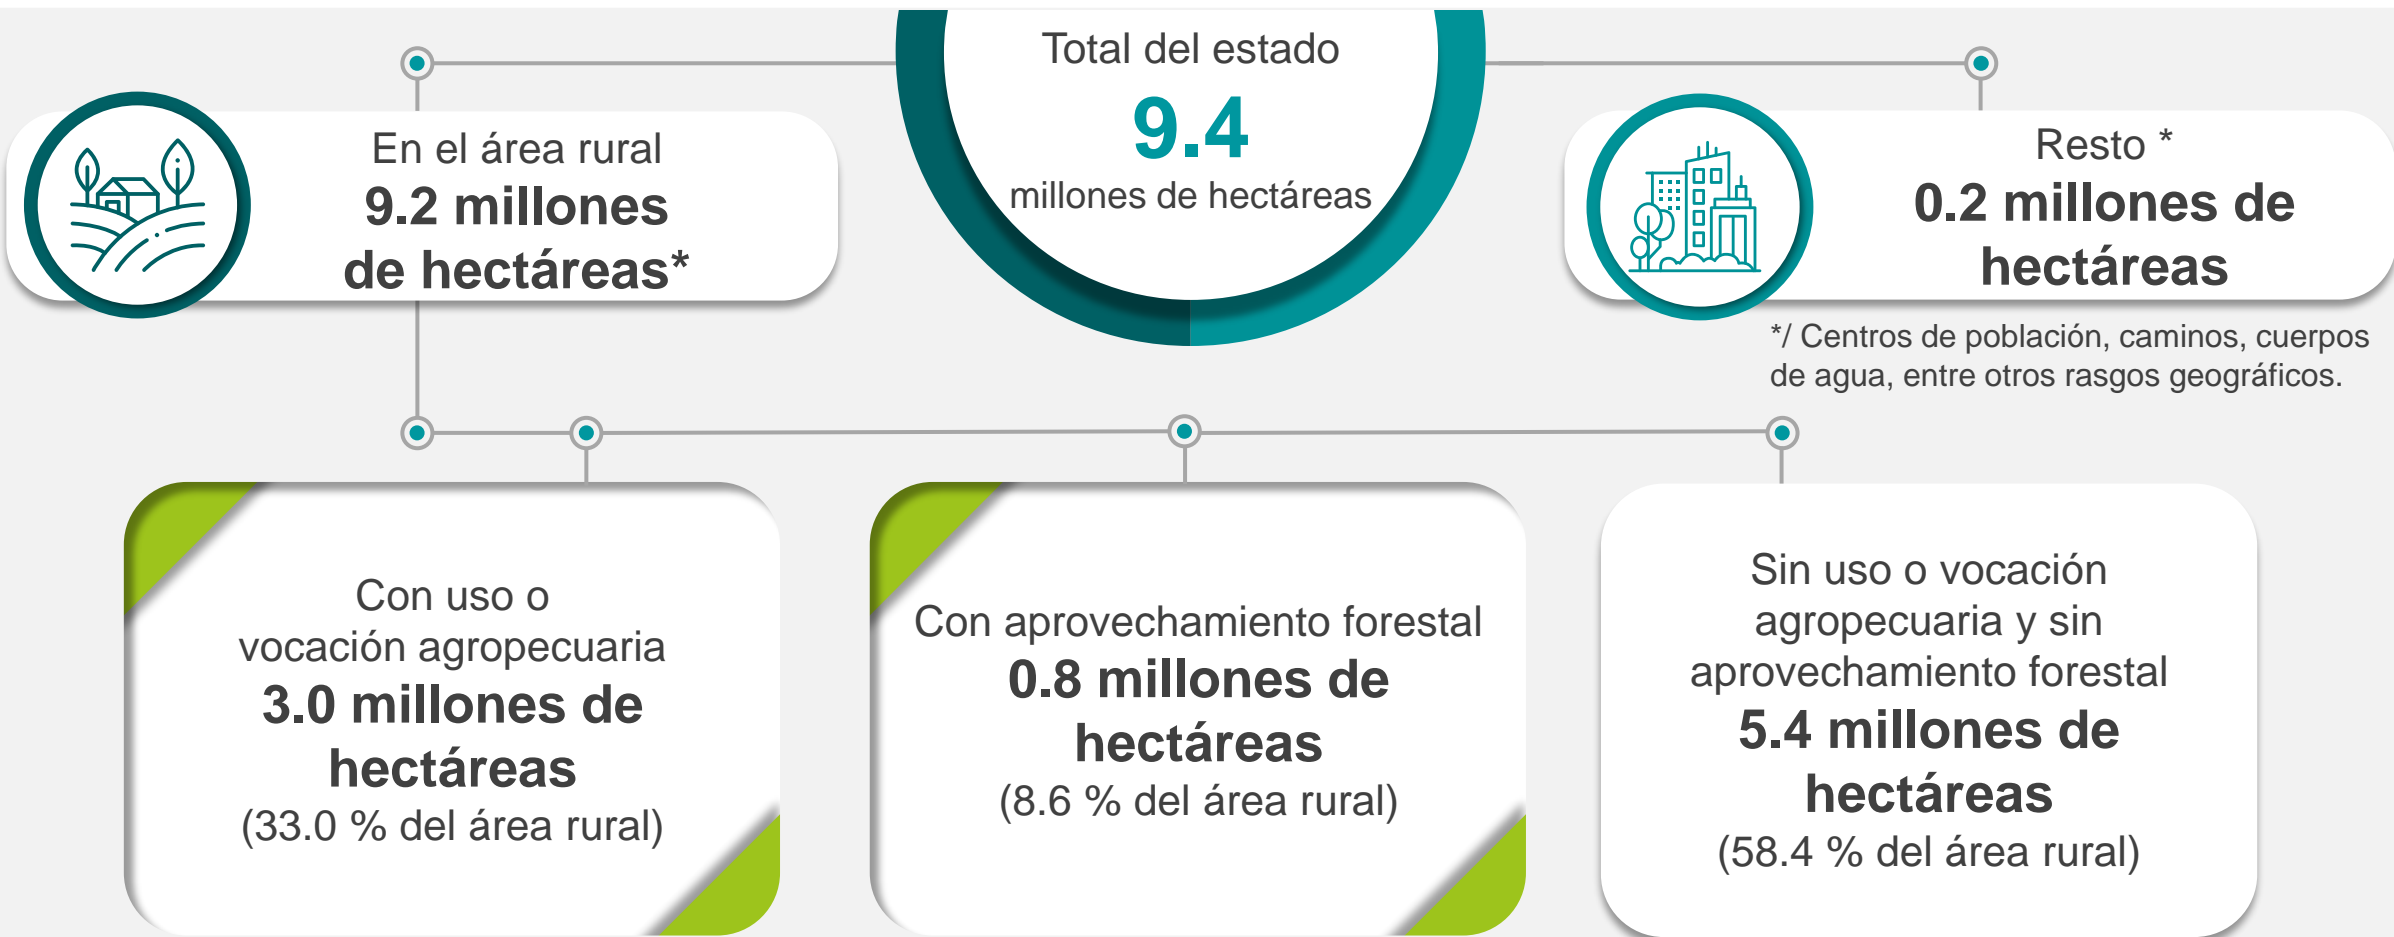 Total del estado
9.4
millones de hectáreas
En el área rural
9.2 millones
de hectáreas*
Resto *
0.2 millones de
hectáreas
*/ Centros de población, caminos, cuerpos
de agua, entre otros rasgos geográficos.
Con uso o
vocación agropecuaria
3.0 millones de
hectáreas
(33.0 % del área rural)
Con aprovechamiento forestal
0.8 millones de
hectáreas
(8.6 % del área rural)
Sin uso o vocación
agropecuaria y sin
aprovechamiento forestal
5.4 millones de
hectáreas
(58.4 % del área rural)